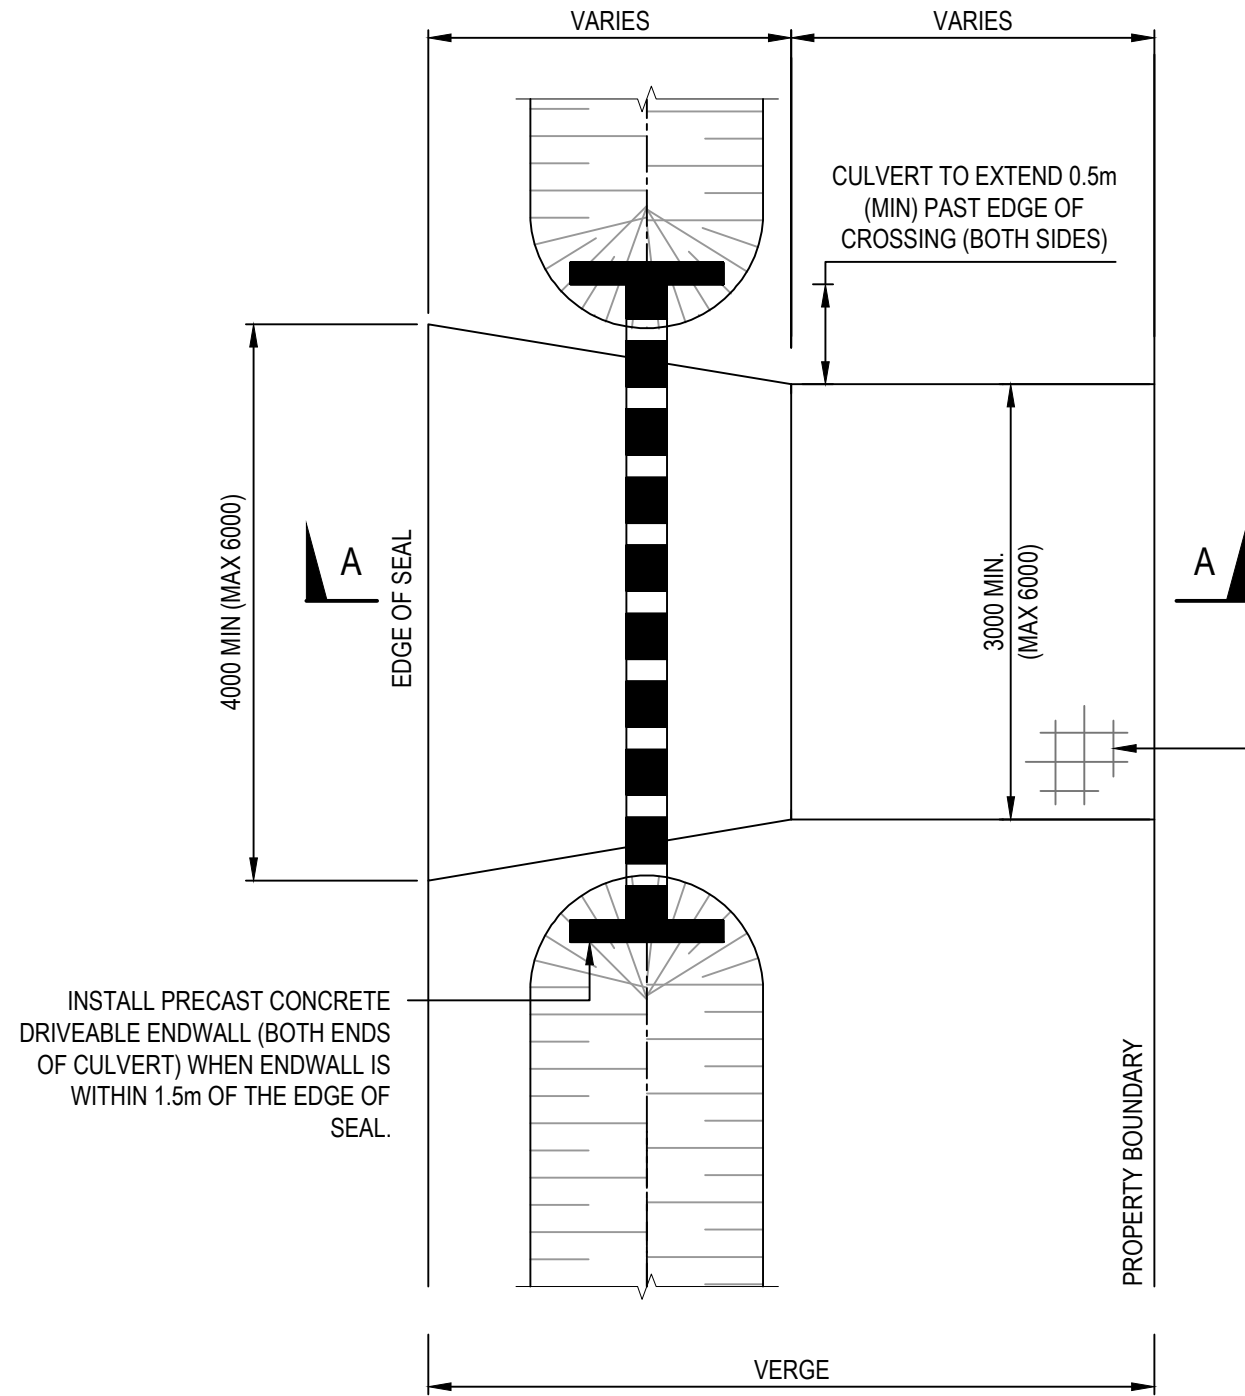 VARIES
VARIES
CULVERT TO EXTEND 0.5m
(MIN) PAST EDGE OF
CROSSING (BOTH SIDES)
4000 MIN (MAX 6000)
A
EDGE OF SEAL
3000 MIN.
(MAX 6000)
A
INSTALL PRECAST CONCRETE
DRIVEABLE ENDWALL (BOTH ENDS
OF CULVERT) WHEN ENDWALL IS
WITHIN 1.5m OF THE EDGE OF
SEAL.
PROPERTY BOUNDARY
VERGE